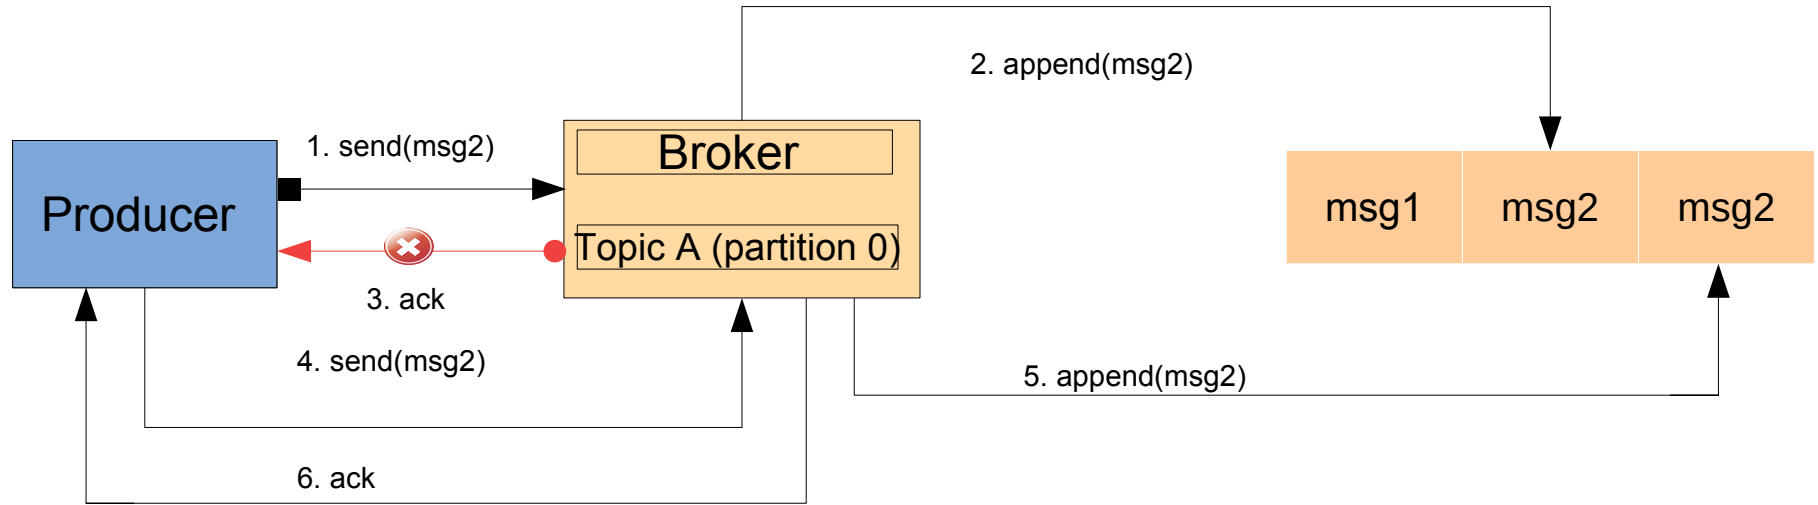 2. append(msg2)
1. send(msg2)
Broker
Producer
msg1
msg2
msg2
Topic A (partition 0)
3. ack
4. send(msg2)
5. append(msg2)
6. ack